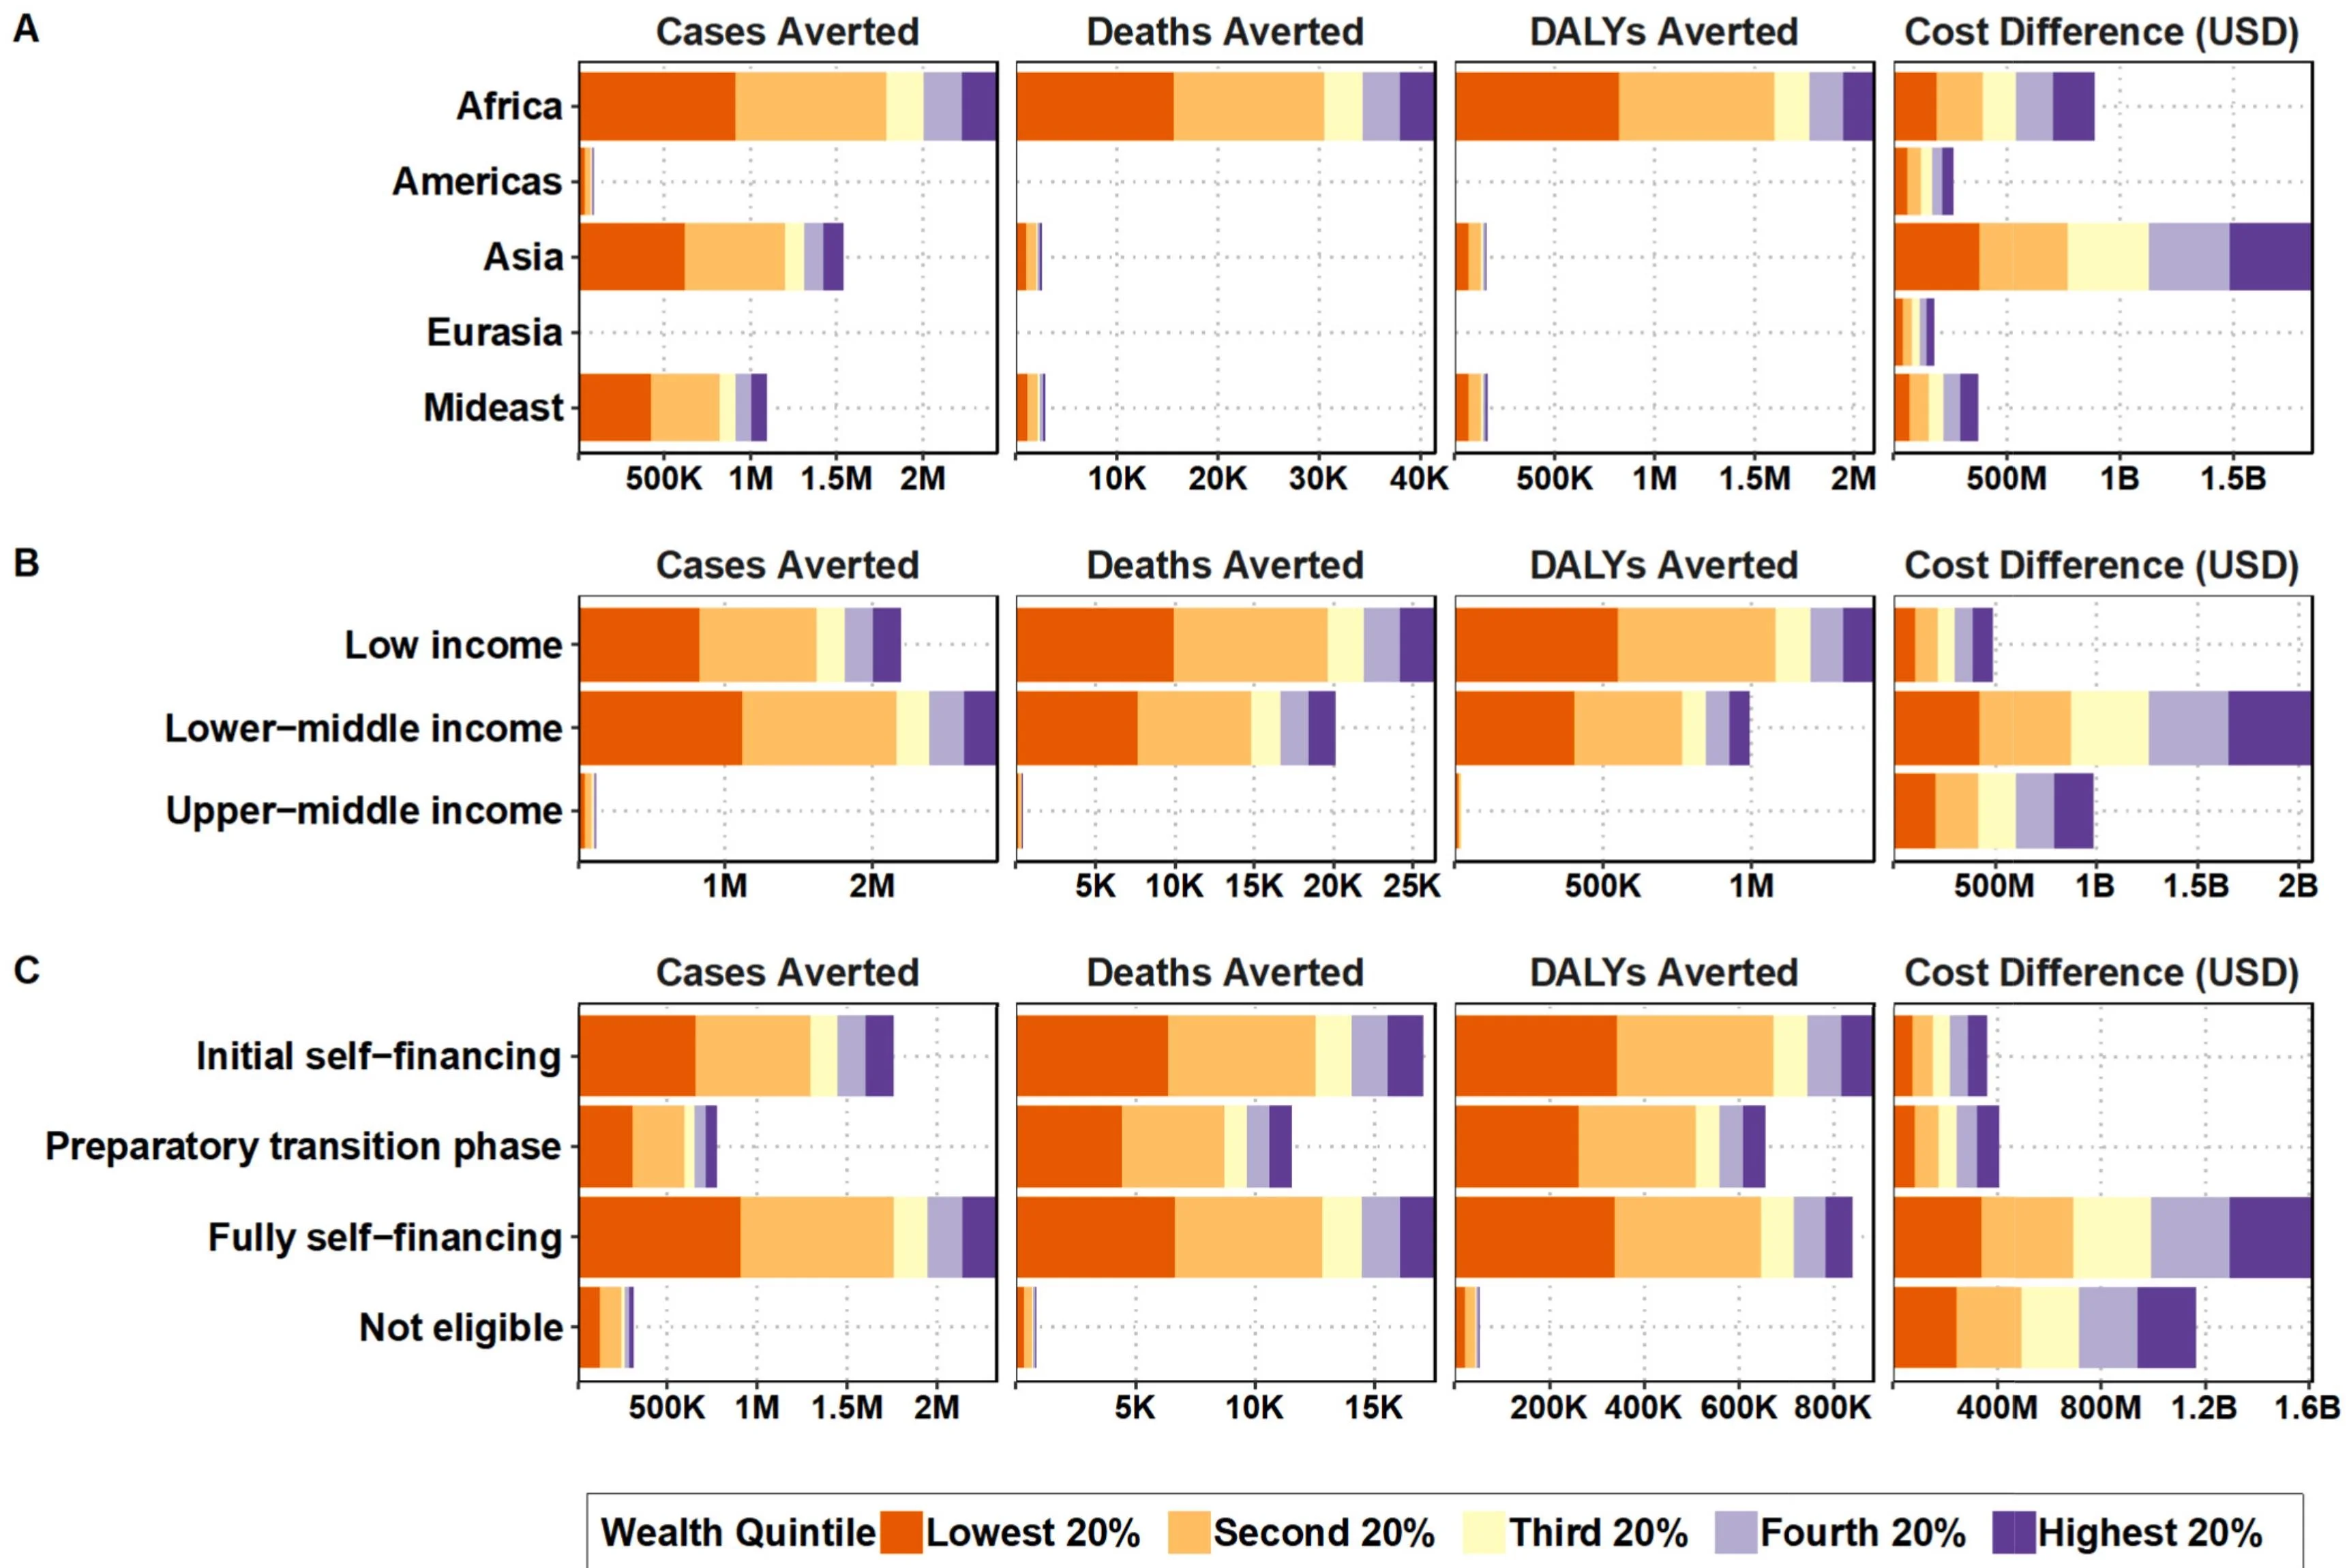 A
Cases Averted Deaths Averted DALYs Averted Cost Difference (USD)
Africa
Americas
Asia
Eurasia
Mideast
500K 1M 1.5M 2M 10K 20K 30K 40K 500K 1M 1.5M 2M 500M 1B 1.5B
B
Cases Averted Deaths Averted DALYs Averted Cost Difference (USD)
Low income
Lower−middle income
Upper−middle income
1M 2M 5K 10K 15K 20K 25K 500K 1M 500M 1B 1.5B 2B
C
Cases Averted Deaths Averted DALYs Averted Cost Difference (USD)
Initial self−financing
Preparatory transition phase
Fully self−financing
Not eligible
500K 1M 1.5M 2M 5K 10K 15K 200K 400K 600K 800K 400M 800M 1.2B 1.6B
Wealth Quintile Lowest 20% Second 20% Third 20% Fourth 20% Highest 20%